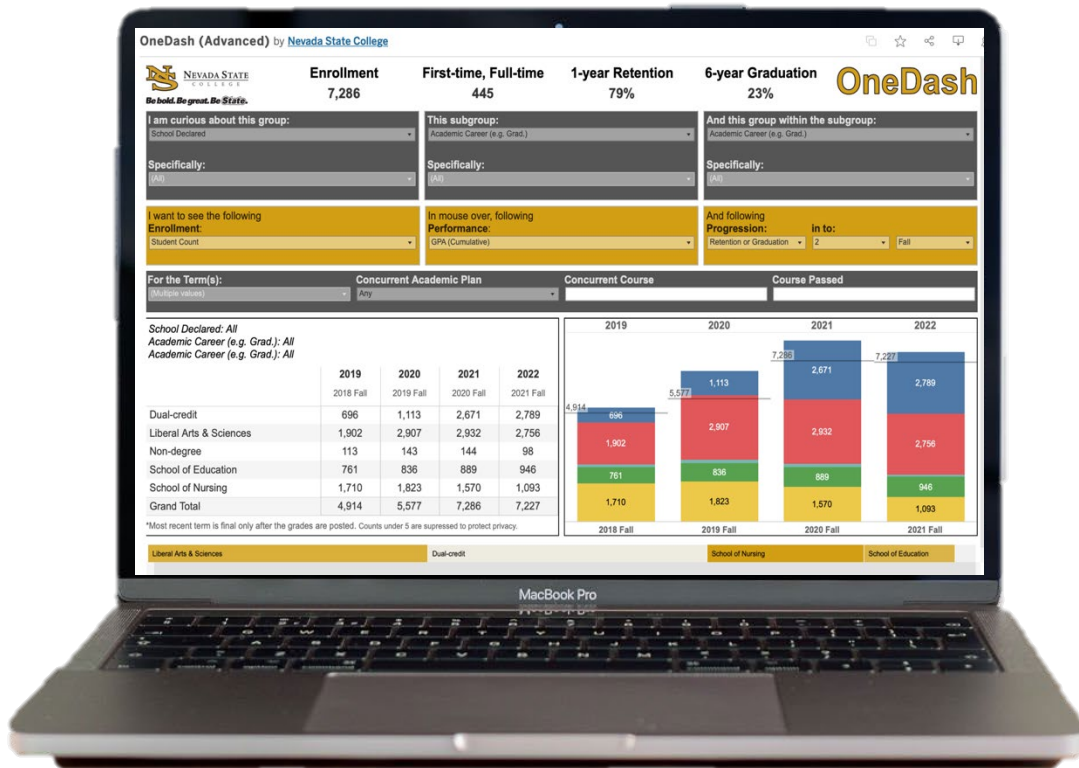 OneDash (Advanced) by Nevada State College
NS
NEVADA STATE
COLLEGE
Be bold. Be great. Be State.
Enrollment
7,286
First-time, Full-time
445
1-year Retention
79%
6-year Graduation
23%
OneDash
I am curious about this group:
School Declared
Specifically:
(All)
This subgroup:
Academic Career (e.g. Grad.)
Specifically:
(All)
And this group within the subgroup:
Academic Career (e.g. Grad.)
Specifically:
(All)
I want to see the following
Enrollment:
Student Count
In mouse over, following
Performance:
GPA (Cumulative)
And following
Progression: in to:
Retention or Graduation 2 Fall
For the Term(s):
(Multiple values)
Concurrent Academic Plan
Any
Concurrent Course
Course Passed
School Declared: All
Academic Career (e.g. Grad.): All
Academic Career (e.g. Grad.): All
2019 2020 2021 2022
2018 Fall 2019 Fall 2020 Fall 2021 Fall
Dual-credit 696 1,113 2,671 2,789
Liberal Arts & Sciences 1,902 2,907 2,932 2,756
Non-degree 113 143 144 98
School of Education 761 836 889 946
School of Nursing 1,710 1,823 1,570 1,093
Grand Total 4,914 5,577 7,286 7,227
*Most recent term is final only after the grades are posted. Counts under 5 are supressed to protect privacy.
2019 2020 2021 2022
4,914 5,577 7,286 7,227
696 1,113 2,671 2,789
1,902 2,907 2,932 2,756
761 836 889 946
1,710 1,823 1,570 1,093
2018 Fall 2019 Fall 2020 Fall 2021 Fall
Liberal Arts & Sciences Dual-credit School of Nursing School of Education
MacBook Pro